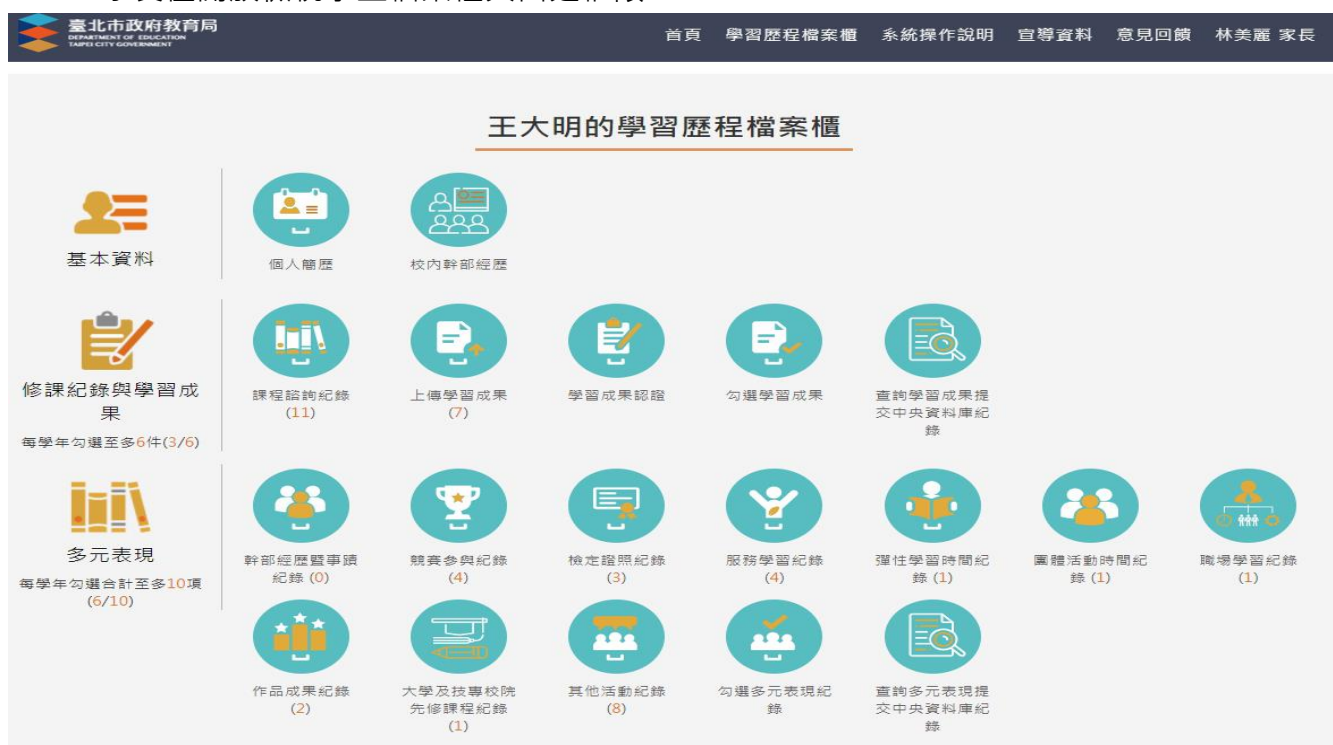 臺北市政府教育局
DEPARTMENT OF EDUCATION
TAIPEI CITY GOVERNMENT
首頁 學習歷程檔案櫃 系統操作說明 宣導資料 意見回饋 林美麗 家長
王大明的學習歷程檔案櫃
基本資料
個人簡歷
校內幹部經歷
修課紀錄與學習成
果
每學年勾選至多6件(3/6)
課程諮詢紀錄
(11)
上傳學習成果
(7)
學習成果認證
勾選學習成果
查詢學習成果提
交中央資料庫紀
錄
多元表現
每學年勾選合計至多10項
(6/10)
幹部經歷暨事蹟
紀錄 (0)
競賽參與紀錄
(4)
檢定證照紀錄
(3)
服務學習紀錄
(4)
彈性學習時間紀
錄 (1)
團體活動時間紀
錄 (1)
職場學習紀錄
(1)
作品成果紀錄
(2)
大學及技專校院
先修課程紀錄
(1)
其他活動紀錄
(8)
勾選多元表現紀
錄
查詢多元表現提
交中央資料庫紀
錄